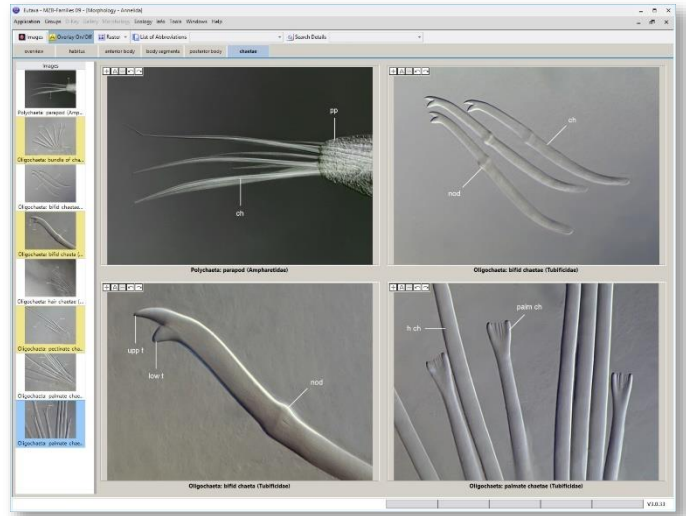 Eutaxa - MZB-Families 09 - [Morphology - Annelida]
Application Groups D-Key Gallery Morphology Ecology Info Tools Windows Help
Images Overlay On/Off Raster List of Abbreviations Search Details
overview habitus anterior body body segments posterior body chaetae
Images
Polychaeta: parapod (Amp...
Oligochaeta: bundle of cha...
Oligochaeta: bifid chaetae...
Oligochaeta: bifid chaeta (...
Oligochaeta: hair chaetae (...
Oligochaeta: pectinate cha...
Oligochaeta: palmate chae...
Oligochaeta: palmate chae...
pp
ch
Polychaeta: parapod (Ampharetidae)
ch
nod
Oligochaeta: bifid chaetae (Tubificidae)
upp t
low t
nod
Oligochaeta: bifid chaeta (Tubificidae)
palm ch
h ch
Oligochaeta: palmate chaetae (Tubificidae)
V3.0.33